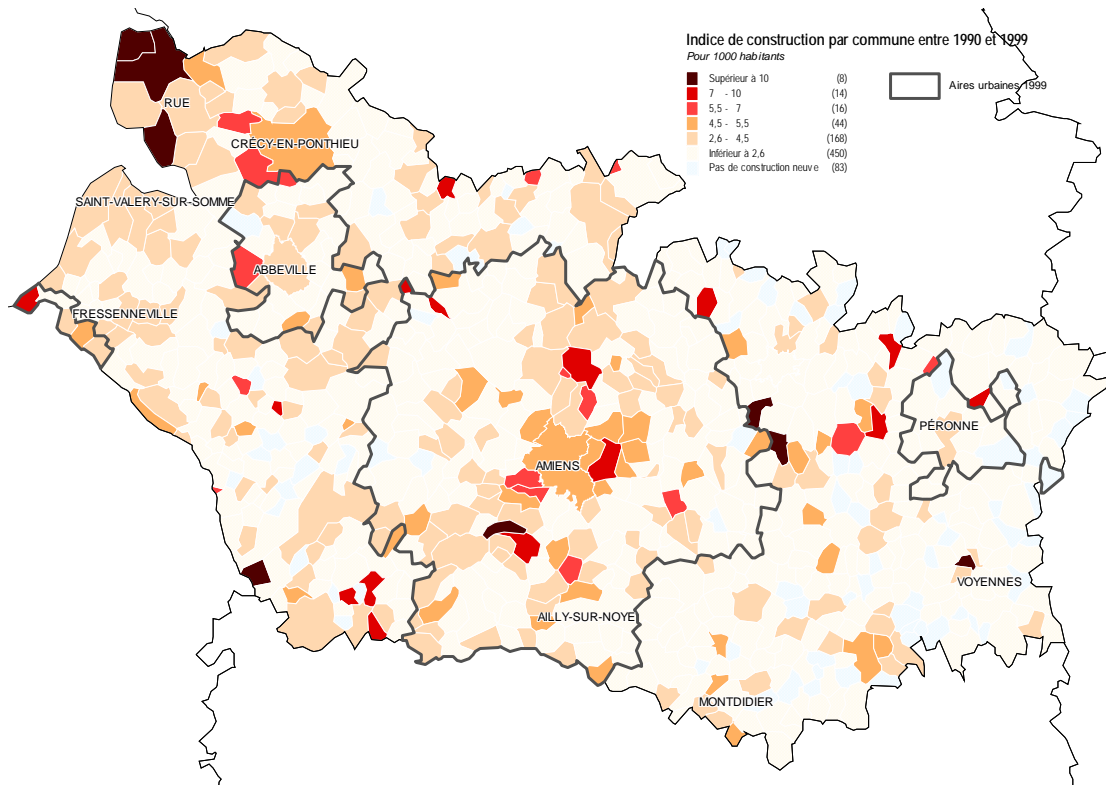 Indice de construction par commune entre 1990 et 1999
Pour 1000 habitants
Supérieur à 10 (8)
7 - 10 (14)
5,5 - 7 (16)
4,5 - 5,5 (44)
2,6 - 4,5 (168)
Inférieur à 2,6 (450)
Pas de construction neuve (83)
Aires urbaines 1999
RUE
CRÉCY-EN-PONTHIEU
SAINT-VALERY-SUR-SOMME
ABBEVILLE
FRESSENNEVILLE
PÉRONNE
AMIENS
VOYENNES
AILLY-SUR-NOYE
MONTDIDIER